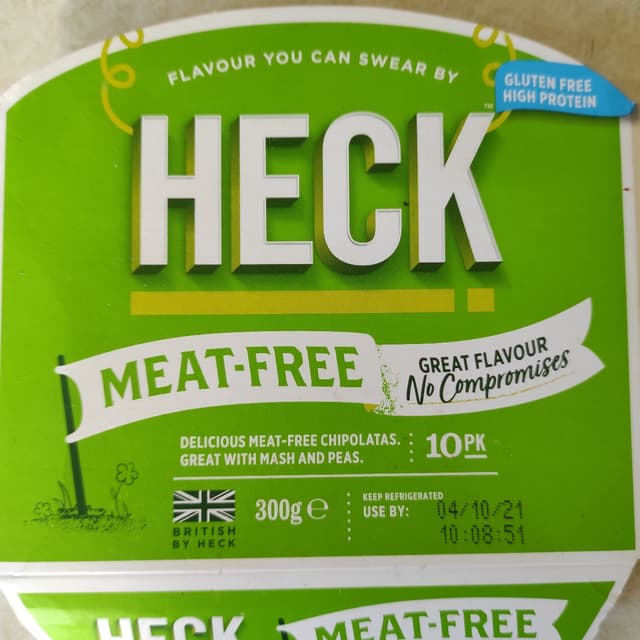 FLAVOUR YOU CAN SWEAR BY
GLUTEN FREE
HIGH PROTEIN
HECK™
MEAT-FREE
GREAT FLAVOUR
No Compromises
DELICIOUS MEAT-FREE CHIPOLATAS.
GREAT WITH MASH AND PEAS.
10PK
BRITISH
BY HECK
300g ℮
KEEP REFRIGERATED
USE BY:
04/10/21
10:08:51
HECK
MEAT-FREE